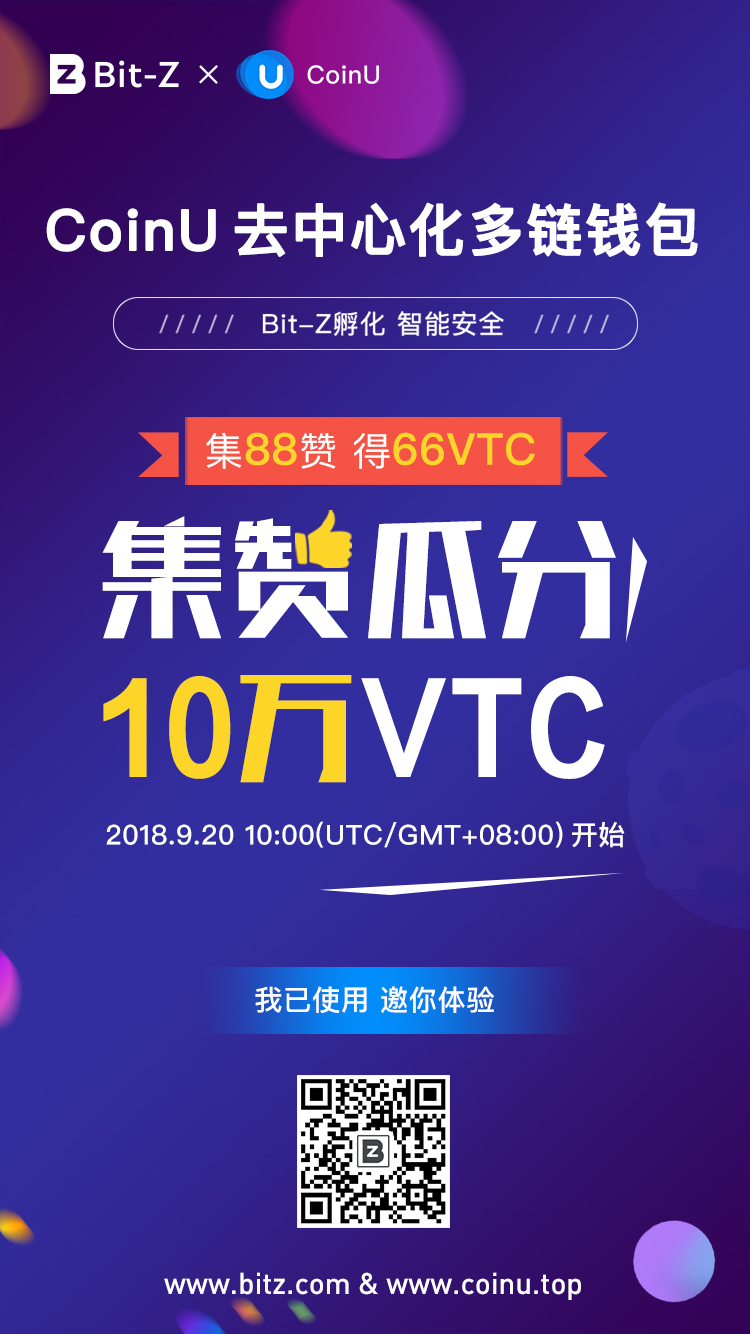 Bit-Z × CoinU
CoinU 去中心化多链钱包
///// Bit-Z孵化 智能安全 /////
集88赞 得66VTC
集赞瓜分
10万VTC
2018.9.20 10:00(UTC/GMT+08:00) 开始
我已使用 邀你体验
www.bitz.com & www.coinu.top